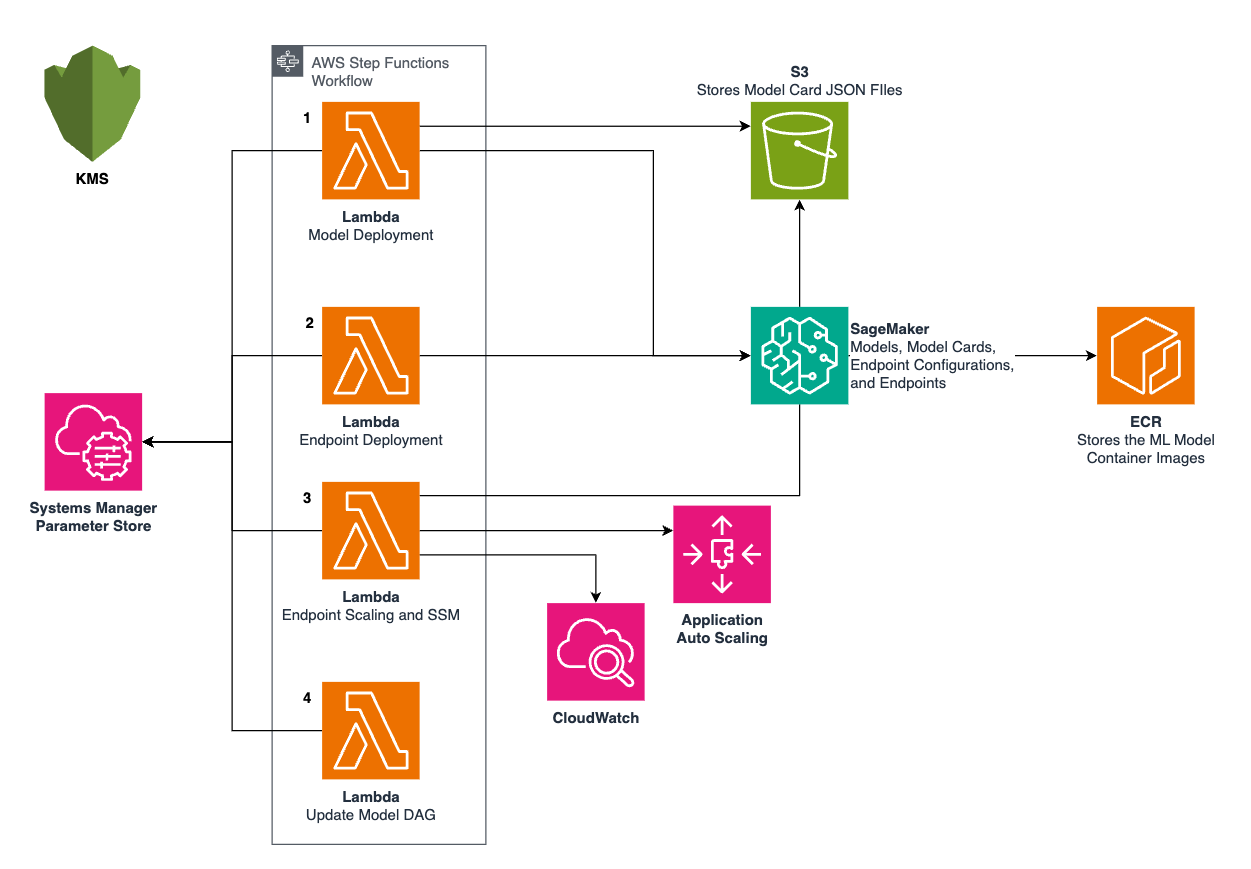 KMS
AWS Step Functions
Workflow
1
Lambda
Model Deployment
2
Lambda
Endpoint Deployment
3
Lambda
Endpoint Scaling and SSM
4
Lambda
Update Model DAG
Systems Manager
Parameter Store
S3
Stores Model Card JSON FIles
SageMaker
Models, Model Cards,
Endpoint Configurations,
and Endpoints
ECR
Stores the ML Model
Container Images
Application
Auto Scaling
CloudWatch